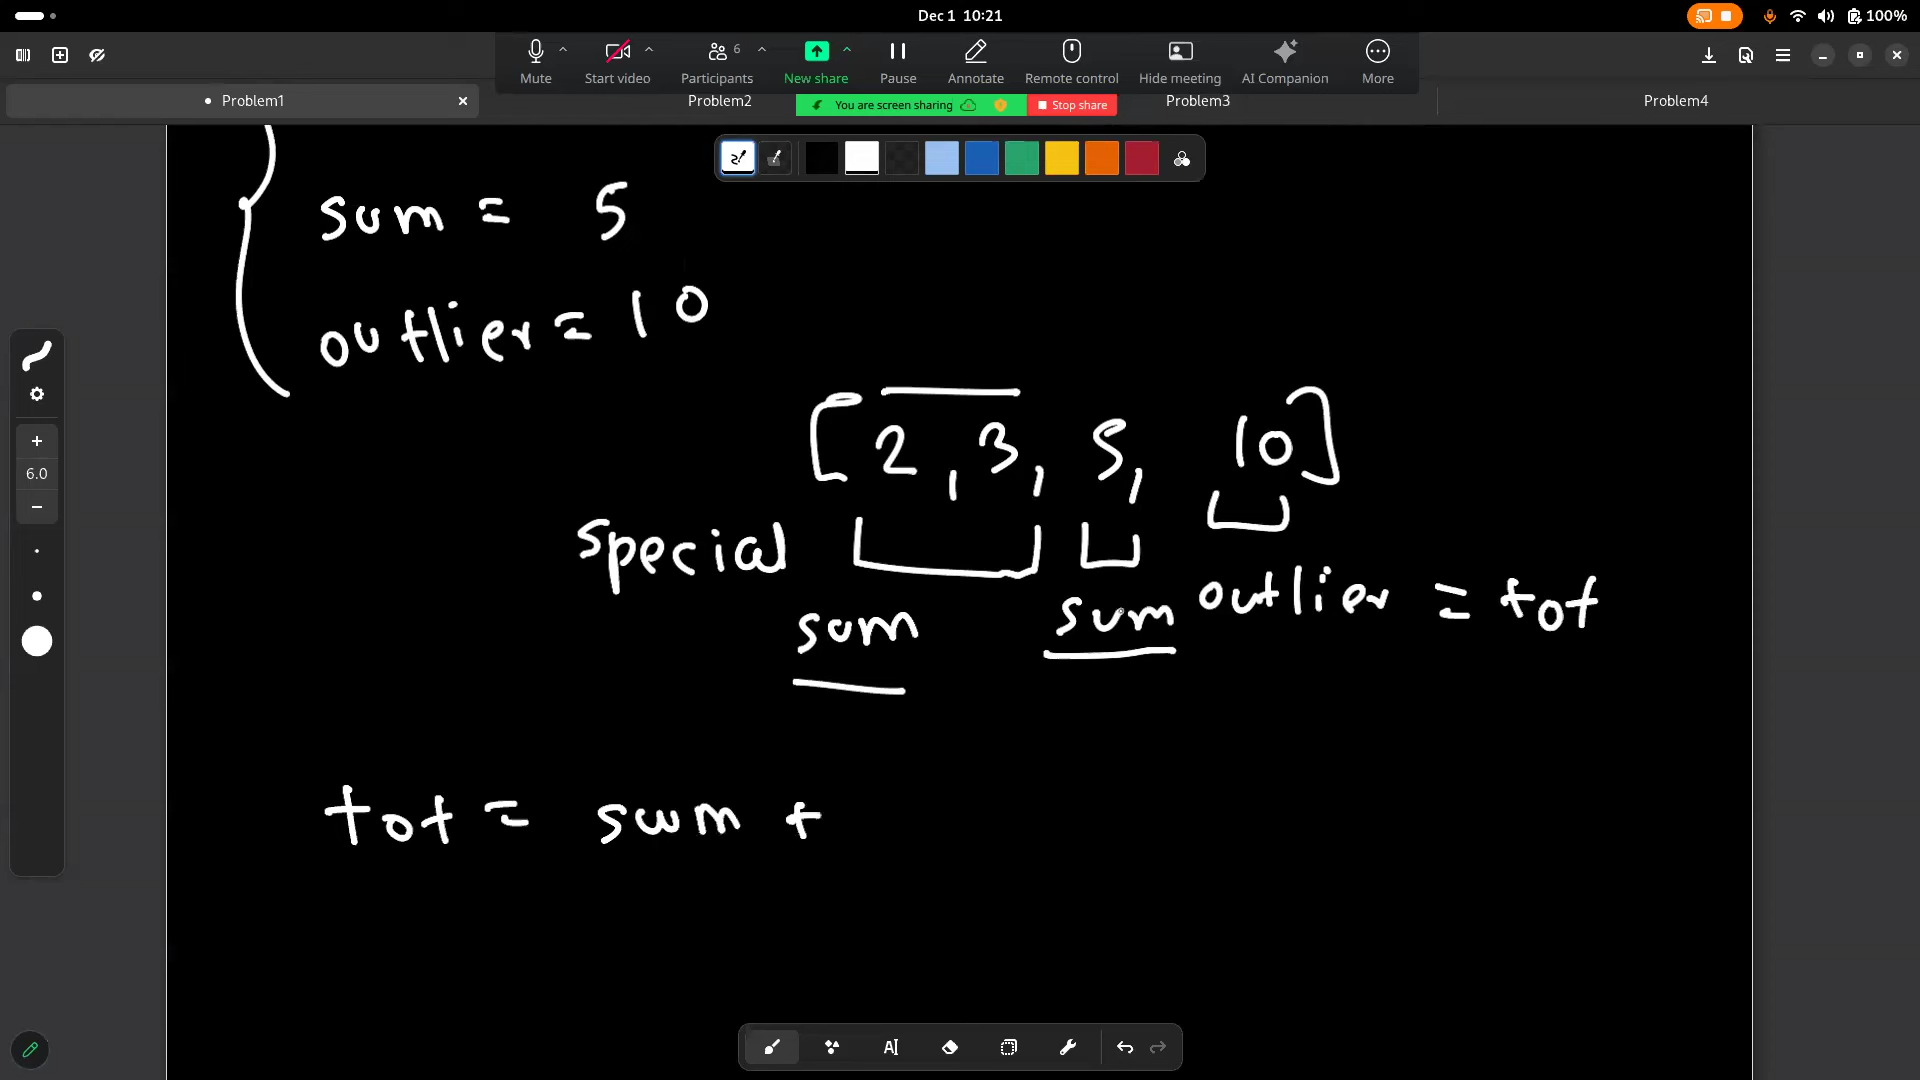 Dec 1 10:21
100%
Mute
Start video
6
Participants
New share
Pause
Annotate
Remote control
Hide meeting
AI Companion
More
Problem1
Problem2
You are screen sharing
Stop share
Problem3
Problem4
sum = 5
outlier = 10
[2, 3, 5, 10]
special
sum
sum
outlier = tot
6.0
tot = sum +